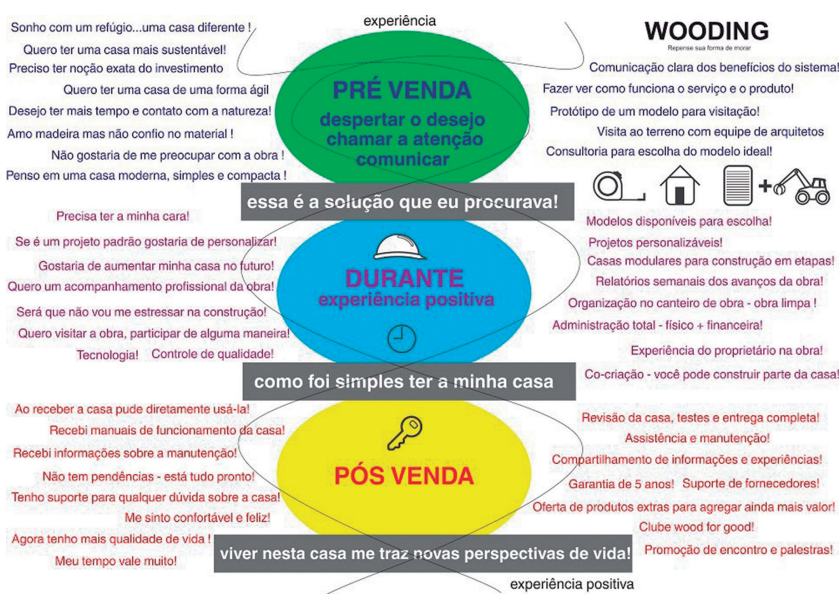 experiência
WOODING
Repense sua forma de morar
Sonho com um refúgio...uma casa diferente !
Quero ter uma casa mais sustentável!
Preciso ter noção exata do investimento
Quero ter uma casa de uma forma ágil
Desejo ter mais tempo e contato com a natureza!
Amo madeira mas não confio no material !
Não gostaria de me preocupar com a obra !
Penso em uma casa moderna, simples e compacta !
PRÉ VENDA
despertar o desejo
chamar a atenção
comunicar
Comunicação clara dos benefícios do sistema!
Fazer ver como funciona o serviço e o produto!
Protótipo de um modelo para visitação!
Visita ao terreno com equipe de arquitetos
Consultoria para escolha do modelo ideal!
+
essa é a solução que eu procurava!
Precisa ter a minha cara!
Se é um projeto padrão gostaria de personalizar!
Gostaria de aumentar minha casa no futuro!
Quero um acompanhamento profissional da obra!
Será que não vou me estressar na construção!
Quero visitar a obra, participar de alguma maneira!
Tecnologia! Controle de qualidade!
DURANTE
experiência positiva
Modelos disponíveis para escolha!
Projetos personalizáveis!
Casas modulares para construção em etapas!
Relatórios semanais dos avanços da obra!
Organização no canteiro de obra - obra limpa !
Administração total - físico + financeira!
Experiência do proprietário na obra!
Co-criação - você pode construir parte da casa!
como foi simples ter a minha casa
Ao receber a casa pude diretamente usá-la!
Recebi manuais de funcionamento da casa!
Recebi informações sobre a manutenção!
Não tem pendências - está tudo pronto!
Tenho suporte para qualquer dúvida sobre a casa!
Me sinto confortável e feliz!
Agora tenho mais qualidade de vida !
Meu tempo vale muito!
PÓS VENDA
Revisão da casa, testes e entrega completa!
Assistência e manutenção!
Compartilhamento de informações e experiências!
Garantia de 5 anos! Suporte de fornecedores!
Oferta de produtos extras para agregar ainda mais valor!
Clube wood for good!
Promoção de encontro e palestras!
viver nesta casa me traz novas perspectivas de vida!
experiência positiva